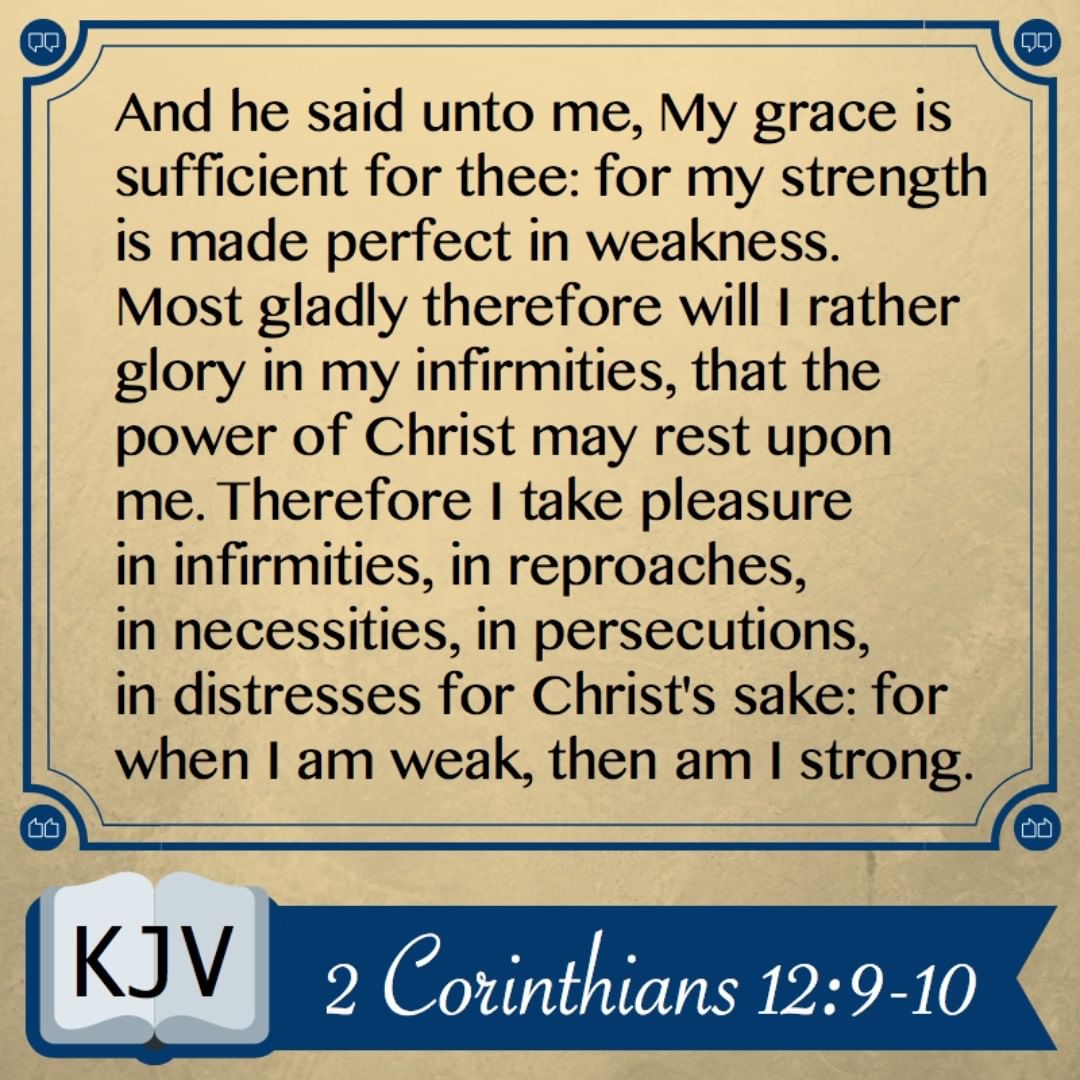 And he said unto me, My grace is
sufficient for thee: for my strength
is made perfect in weakness.
Most gladly therefore will I rather
glory in my infirmities, that the
power of Christ may rest upon
me. Therefore I take pleasure
in infirmities, in reproaches,
in necessities, in persecutions,
in distresses for Christ's sake: for
when I am weak, then am I strong.
KJV
2 Corinthians 12:9-10